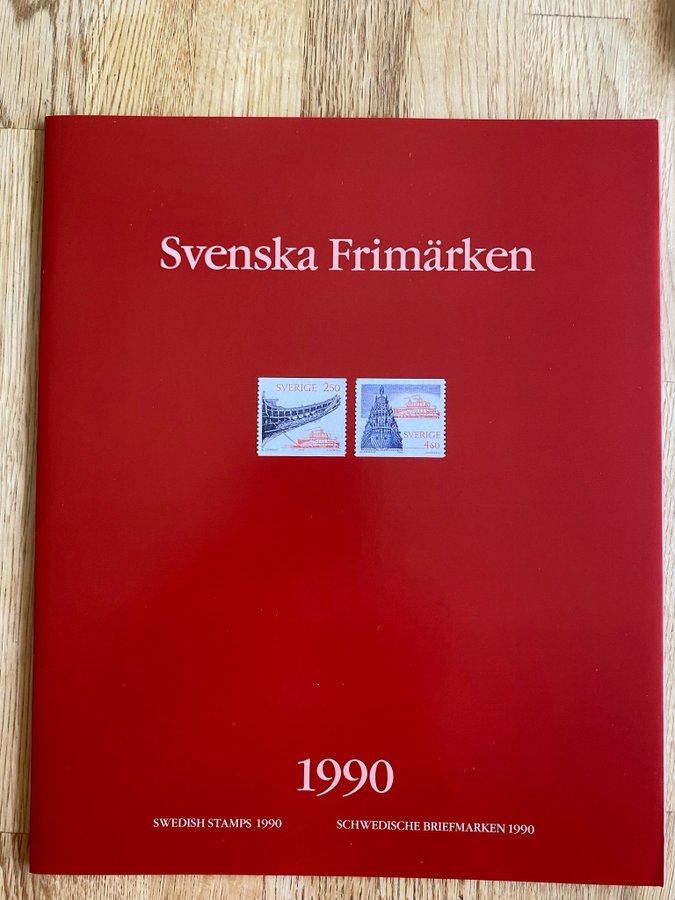 Svenska Frimärken
SVERIGE 2.50
SVERIGE
4.60
1990
SWEDISH STAMPS 1990
SCHWEDISCHE BRIEFMARKEN 1990